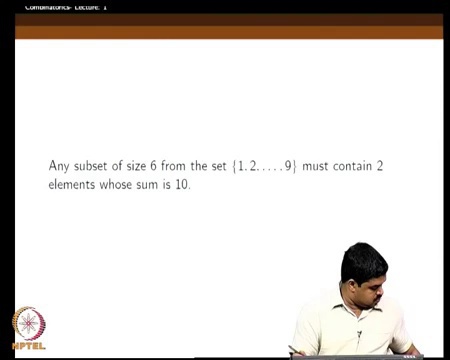 Combinatorics- Lecture: 1
Any subset of size 6 from the set {1, 2, . . . . , 9} must contain 2
elements whose sum is 10.
NPTEL